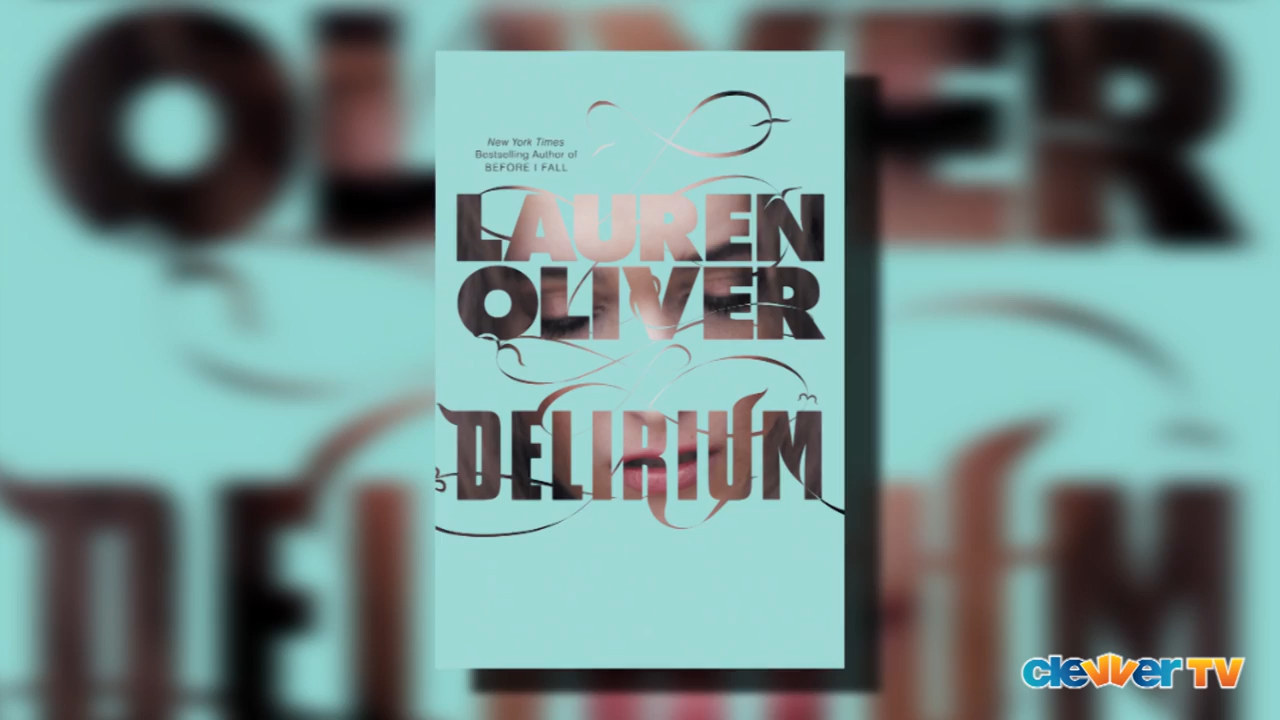 New York Times
Bestselling Author of
BEFORE I FALL
LAUREN
OLIVER
DELIRIUM
clevver TV